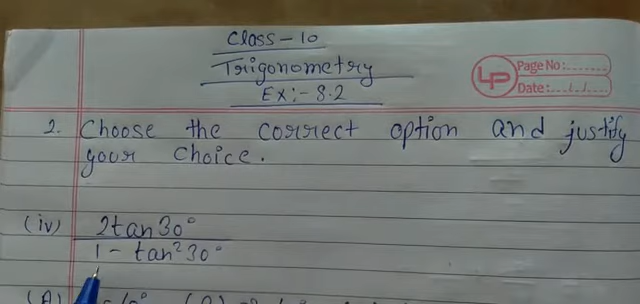 Class - 10
Trigonometry
Ex:- 8.2
LP
Page No:.......
Date:.../.../....
2. Choose the correct option and justify
your choice.
(iv) 2tan30°
1 - tan²30°
(A)